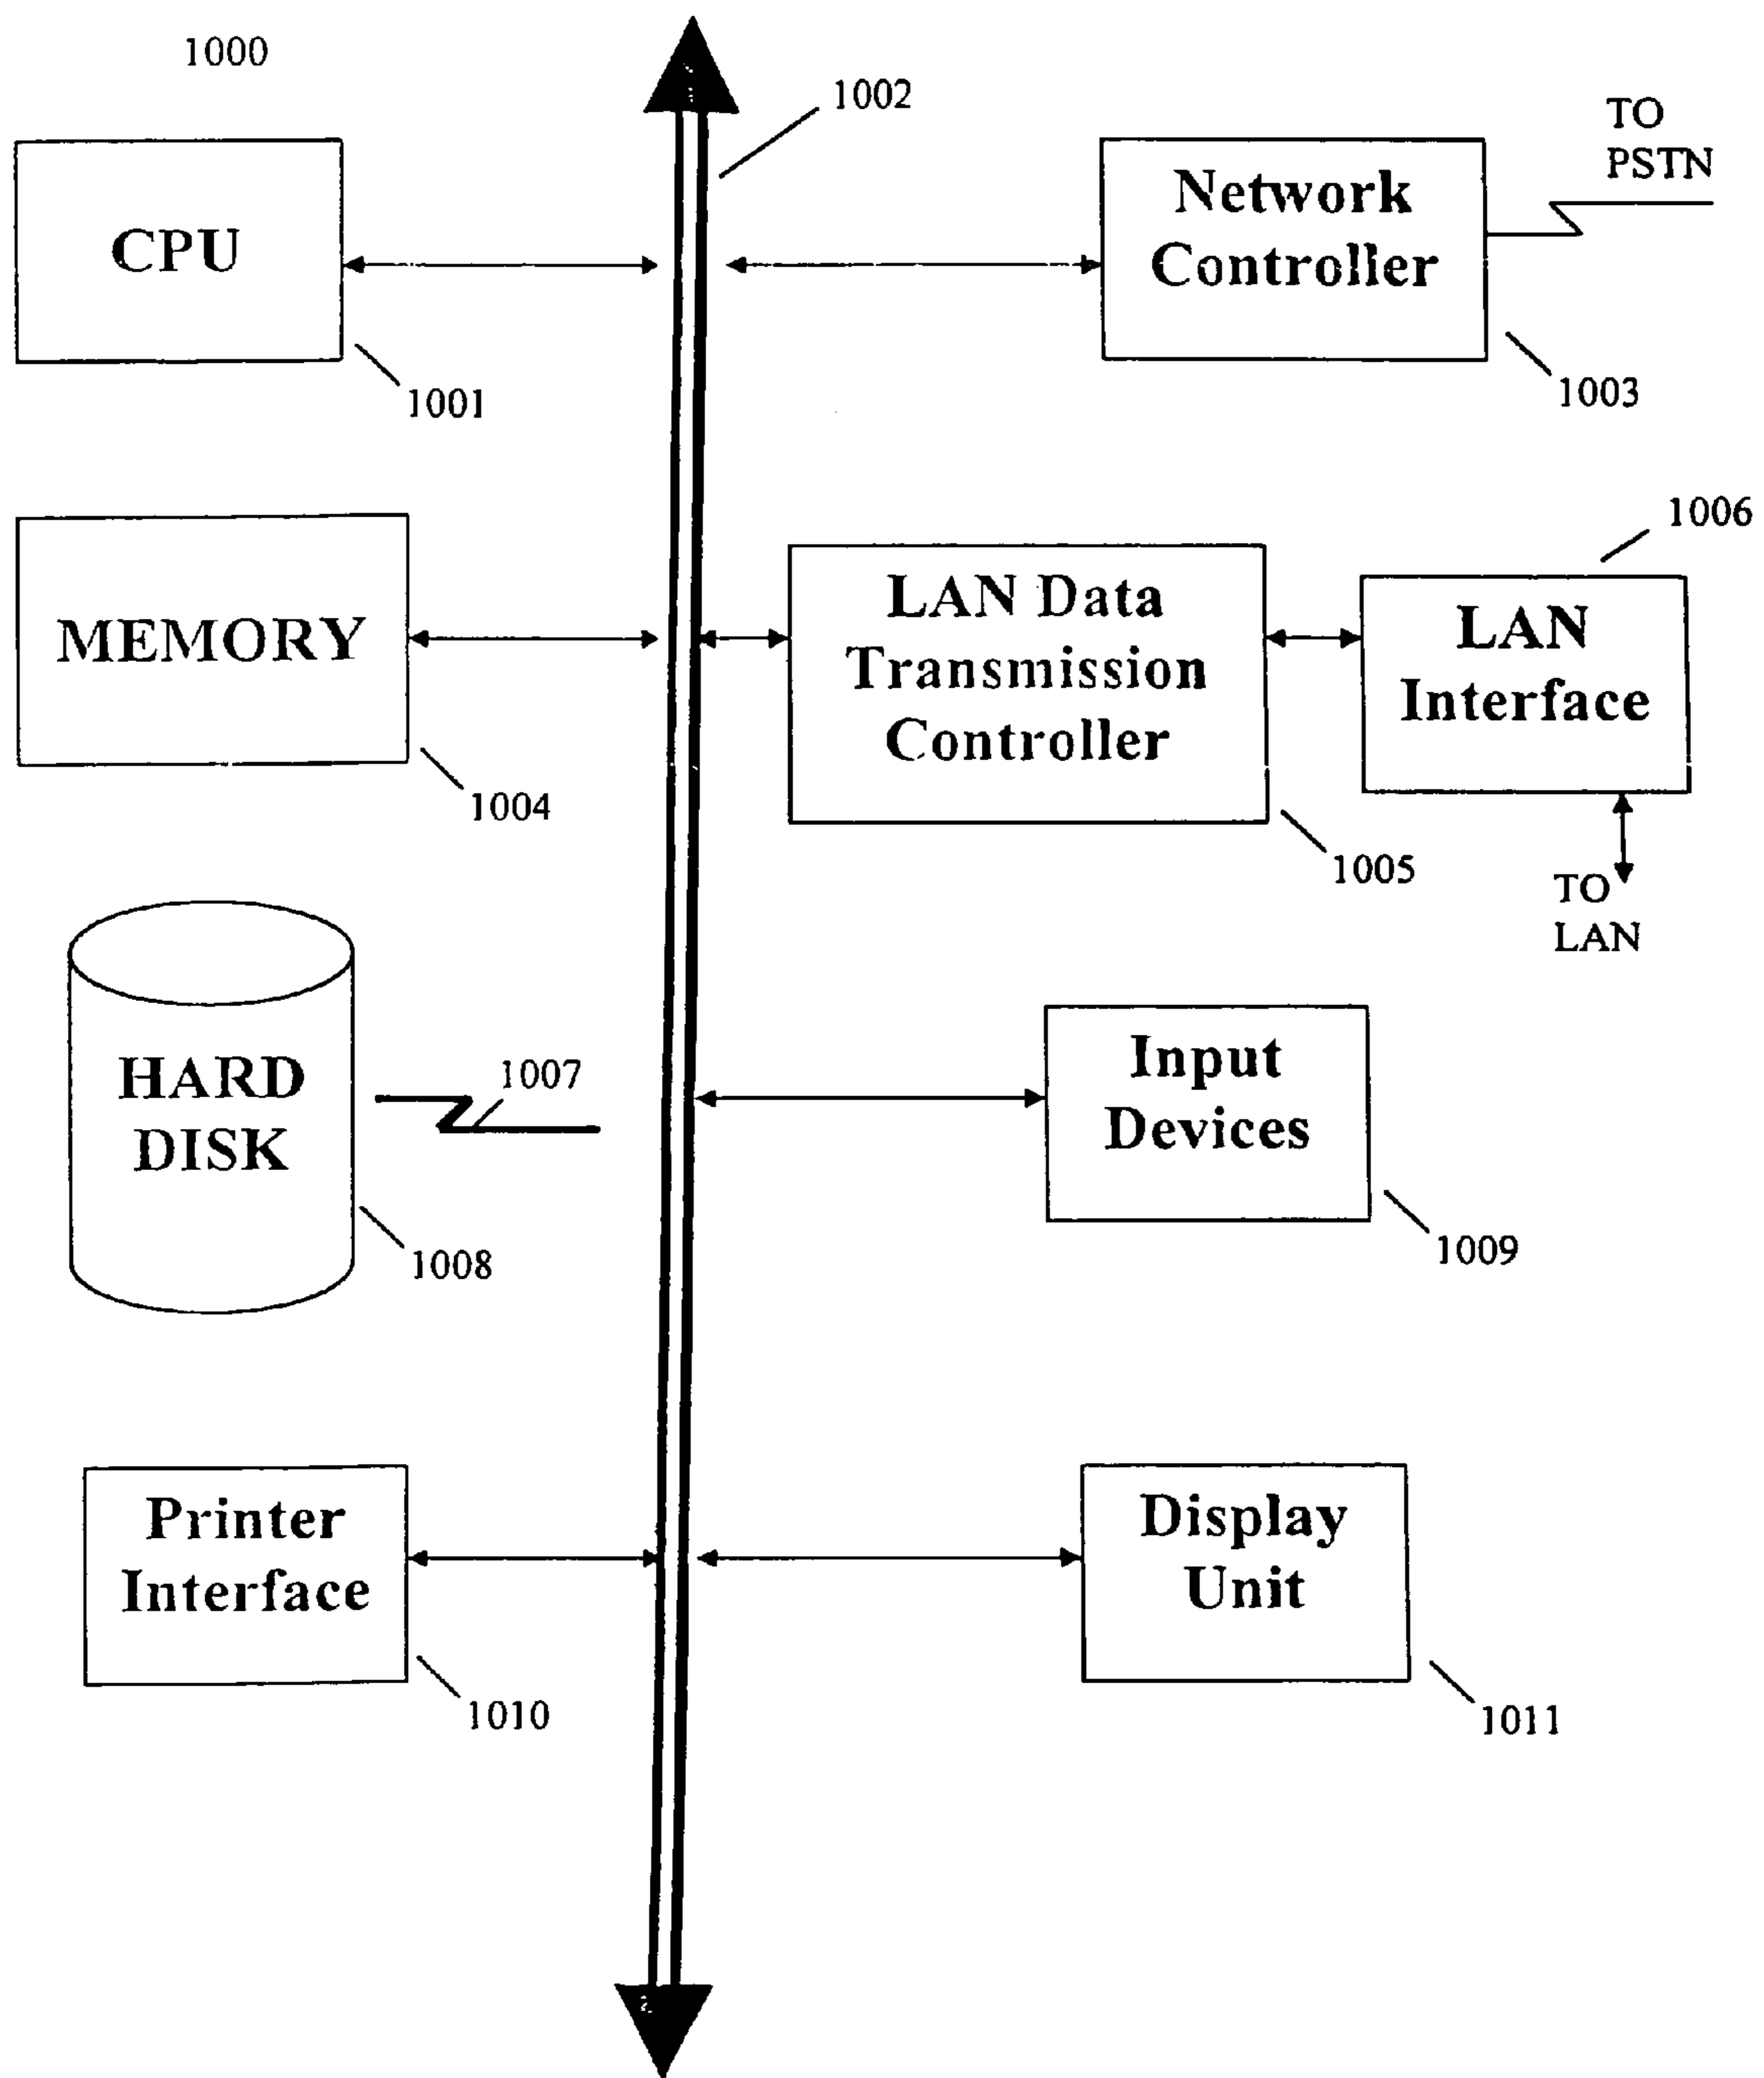 1000
1002
TO
PSTN
CPU
Network
Controller
1001
1003
1006
MEMORY
LAN Data
Transmission
Controller
LAN
Interface
1004
1005
TO
LAN
HARD
DISK
1007
Input
Devices
1008
1009
Printer
Interface
Display
Unit
1010
1011